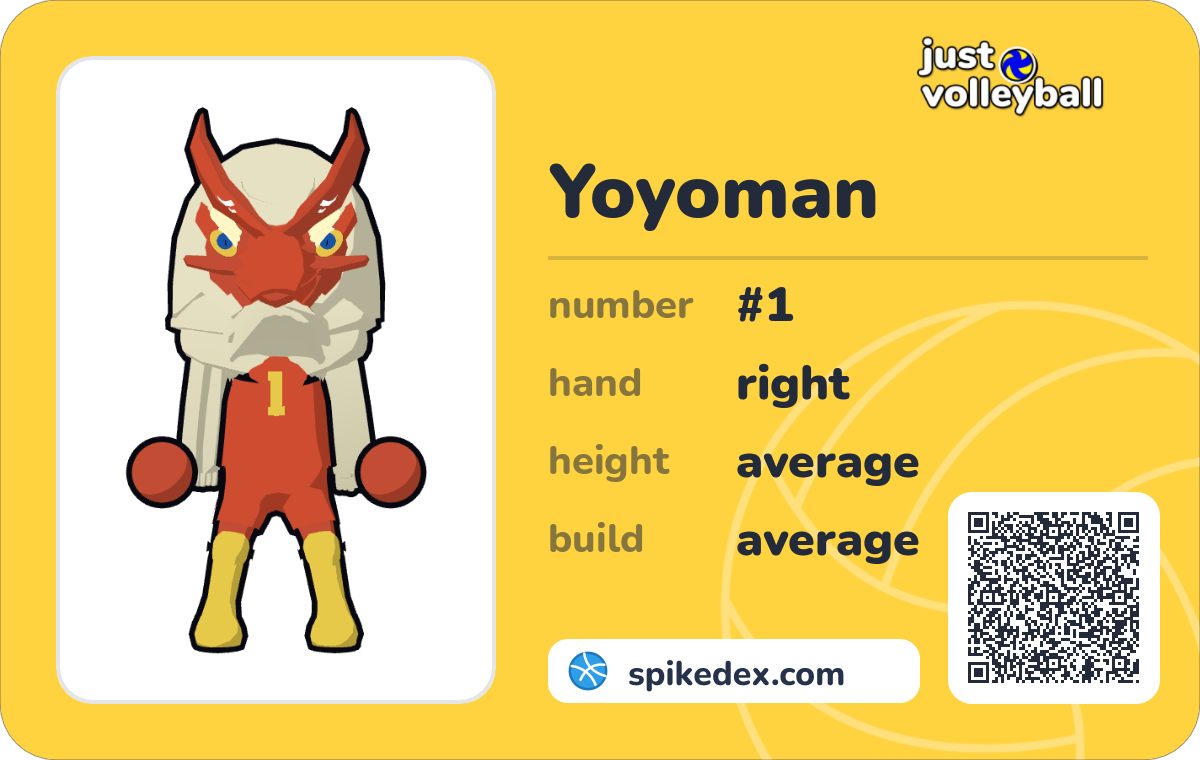 just
volleyball
Yoyoman
number #1
hand right
height average
build average
1
spikedex.com